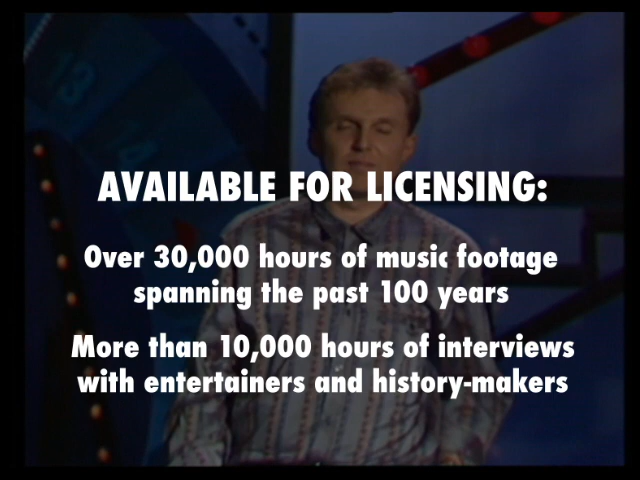 AVAILABLE FOR LICENSING:
Over 30,000 hours of music footage
spanning the past 100 years
More than 10,000 hours of interviews
with entertainers and history-makers